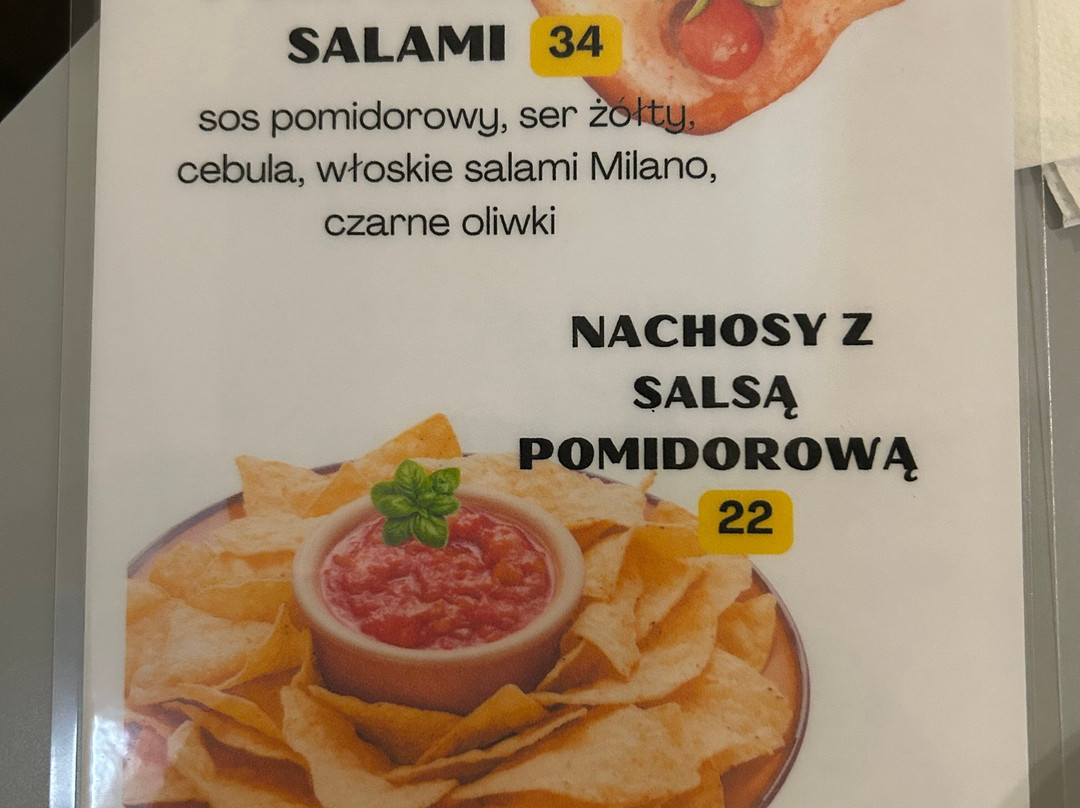 SALAMI 34
sos pomidorowy, ser żółty,
cebula, włoskie salami Milano,
czarne oliwki
NACHOSY Z
SALSĄ
POMIDOROWĄ
22